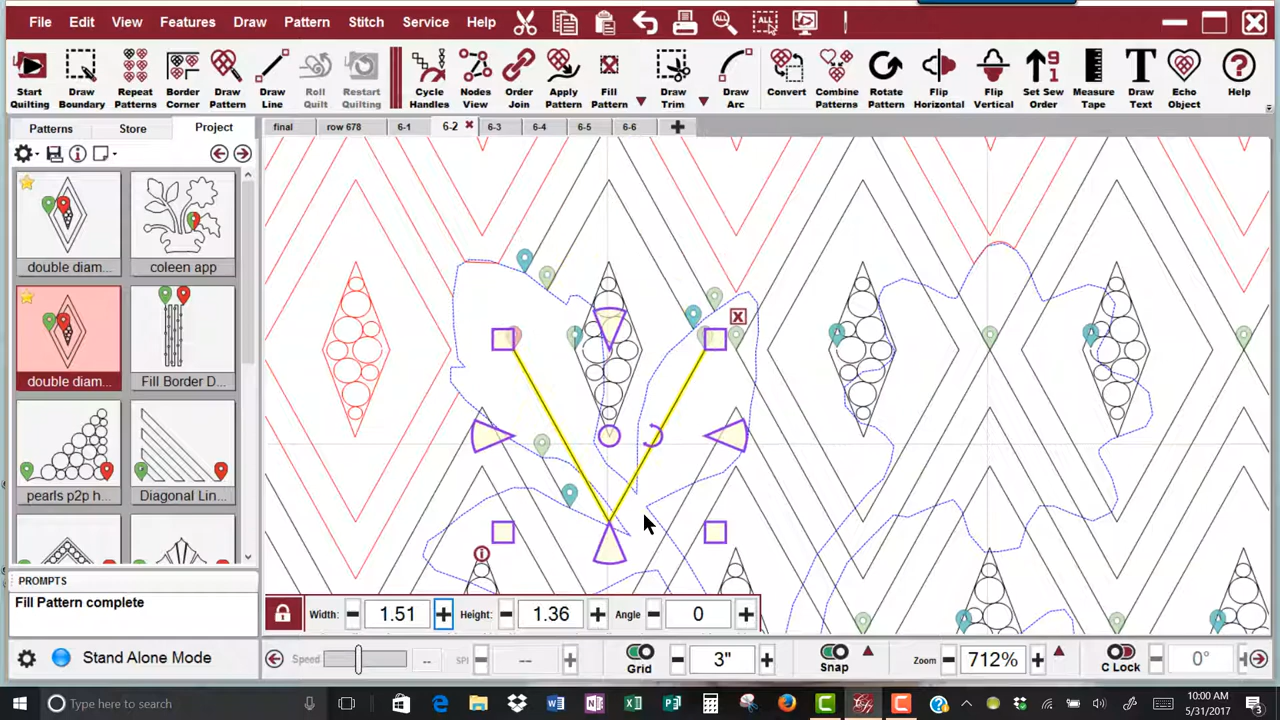 File Edit View Features Draw Pattern Stitch Service Help ALL
Start Quilting Draw Boundary Repeat Patterns Border Corner Draw Pattern Draw Line Roll Quilt Restart Quilting Cycle Handles Nodes View Order Join Apply Pattern Fill Pattern Draw Trim Draw Arc Convert Combine Patterns Rotate Pattern Flip Horizontal Flip Vertical Set Sew Order Measure Tape Draw Text Echo Object Help
Patterns Store Project
final row 678 6-1 6-2 6-3 6-4 6-5 6-6
double diam... coleen app
double diam... Fill Border D...
pearls p2p h... Diagonal Lin...
PROMPTS
Fill Pattern complete
Width: 1.51 Height: 1.36 Angle 0
Stand Alone Mode
Speed -- SPI -- Grid 3" Snap Zoom 712% C Lock 0°
Type here to search
10:00 AM
5/31/2017
3